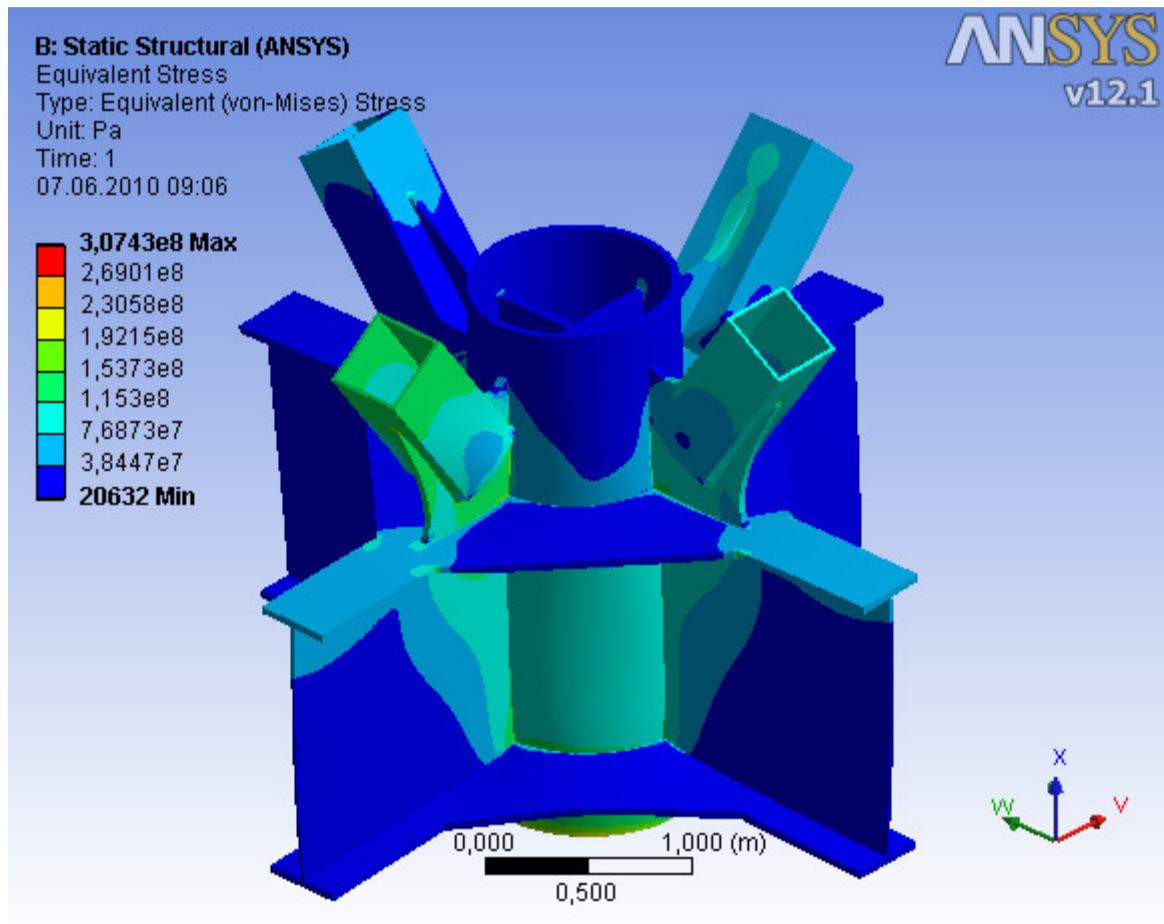 B: Static Structural (ANSYS)
Equivalent Stress
Type: Equivalent (von-Mises) Stress
Unit: Pa
Time: 1
07.06.2010 09:06
ANSYS
v12.1
3,0743e8 Max
2,6901e8
2,3058e8
1,9215e8
1,5373e8
1,153e8
7,6873e7
3,8447e7
20632 Min
0,000
1,000 (m)
0,500
X
W
V